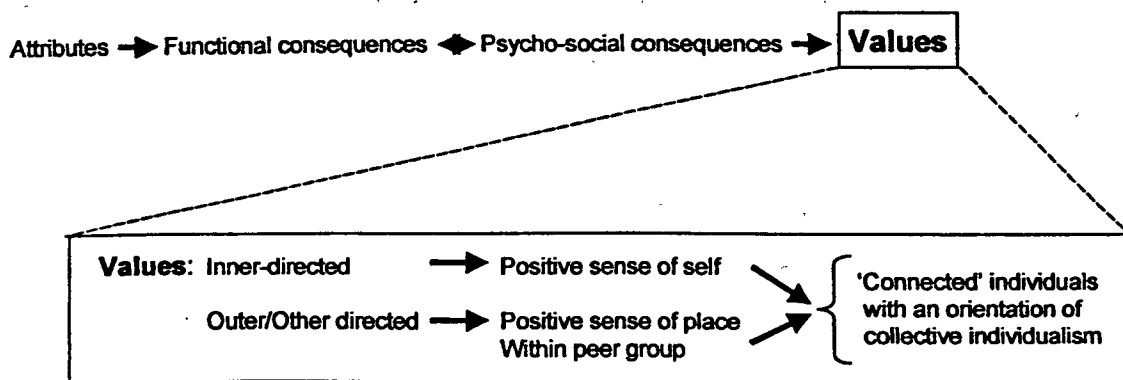 Attributes Functional consequences Psycho-social consequences Values
Values: Inner-directed Positive sense of self
Outer/Other directed Positive sense of place
Within peer group
'Connected' individuals
with an orientation of
collective individualism